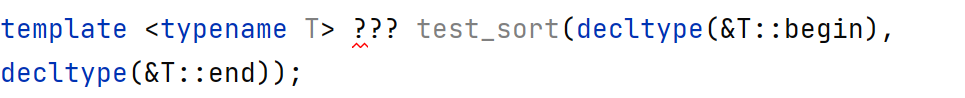 template <typename T> ??? test_sort(decltype(&T::begin),
decltype(&T::end));